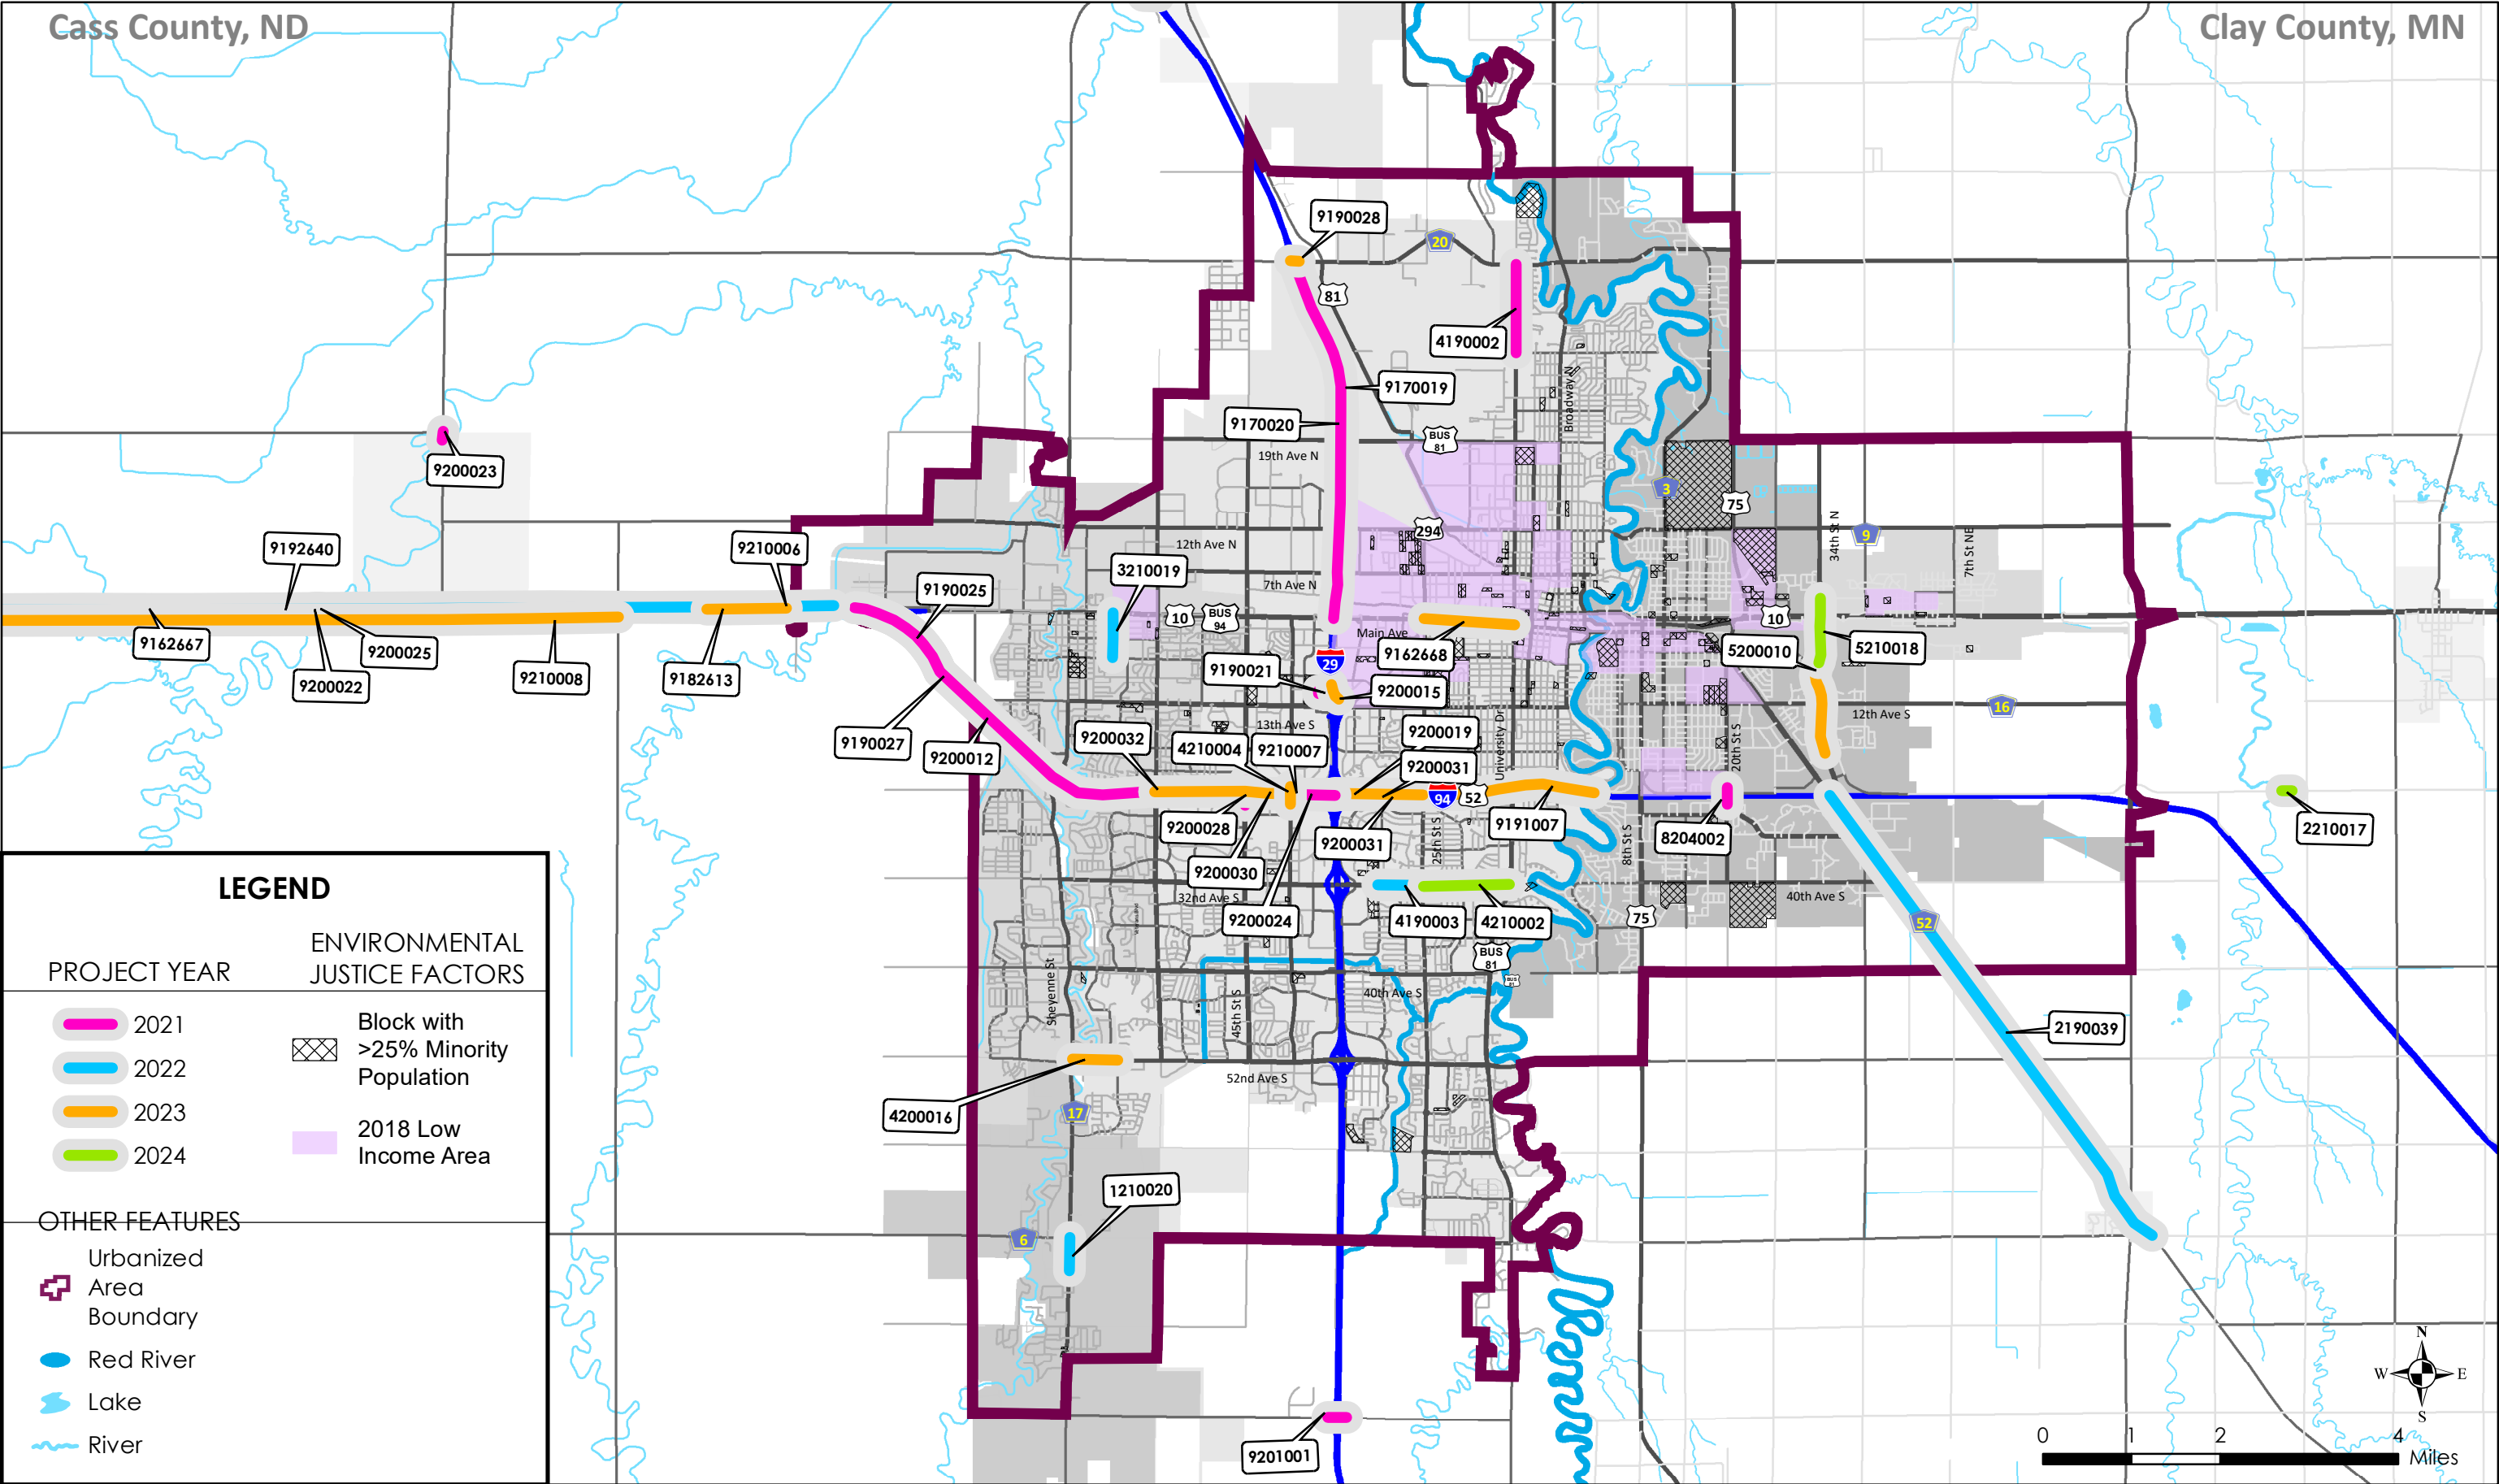 Cass County, ND
Clay County, MN
9190028
20
81
4190002
9170019
9170020
Broadway N
BUS
81
19th Ave N
9200023
3
75
294
34th St N
9
7th St NE
12th Ave N
9192640
9210006
3210019
9190025
7th Ave N
10
BUS
94
Main Ave
9162668
10
5200010
5210018
9162667
9200025
9200022
9210008
9182613
29
9190021
9200015
16
12th Ave S
13th Ave S
University Dr
20th St S
9190027
9200012
9200032
4210004
9210007
9200019
9200031
94
52
9200028
9200031
25th St S
9191007
8th St S
8204002
2210017
9200030
32nd Ave S
9200024
4190003
4210002
75
40th Ave S
52
BUS
81
BUS
81
Sheyenne St
45th St S
40th Ave S
2190039
52nd Ave S
4200016
17
1210020
6
9201001
LEGEND
PROJECT YEAR
2021
2022
2023
2024
ENVIRONMENTAL
JUSTICE FACTORS
Block with
>25% Minority
Population
2018 Low
Income Area
OTHER FEATURES
Urbanized
Area
Boundary
Red River
Lake
River
N
W
E
S
0
1
2
4
Miles